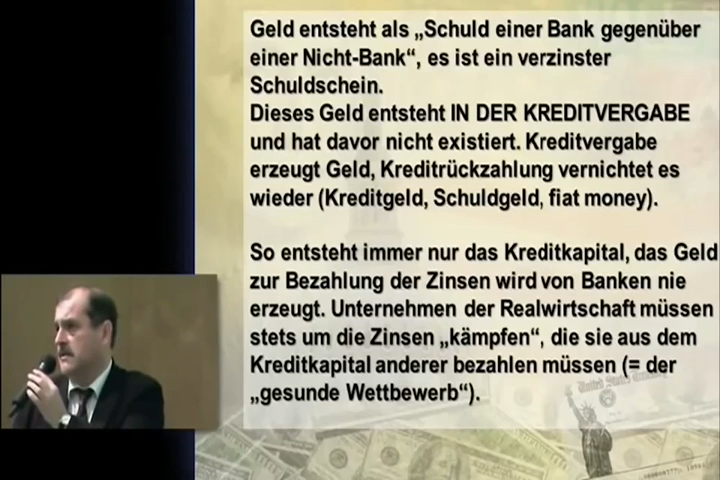 Geld entsteht als „Schuld einer Bank gegenüber
einer Nicht-Bank“, es ist ein verzinster
Schuldschein.
Dieses Geld entsteht IN DER KREDITVERGABE
und hat davor nicht existiert. Kreditvergabe
erzeugt Geld, Kreditrückzahlung vernichtet es
wieder (Kreditgeld, Schuldgeld, fiat money).
So entsteht immer nur das Kreditkapital, das Geld
zur Bezahlung der Zinsen wird von Banken nie
erzeugt. Unternehmen der Realwirtschaft müssen
stets um die Zinsen „kämpfen“, die sie aus dem
Kreditkapital anderer bezahlen müssen (= der
„gesunde Wettbewerb“).
United States